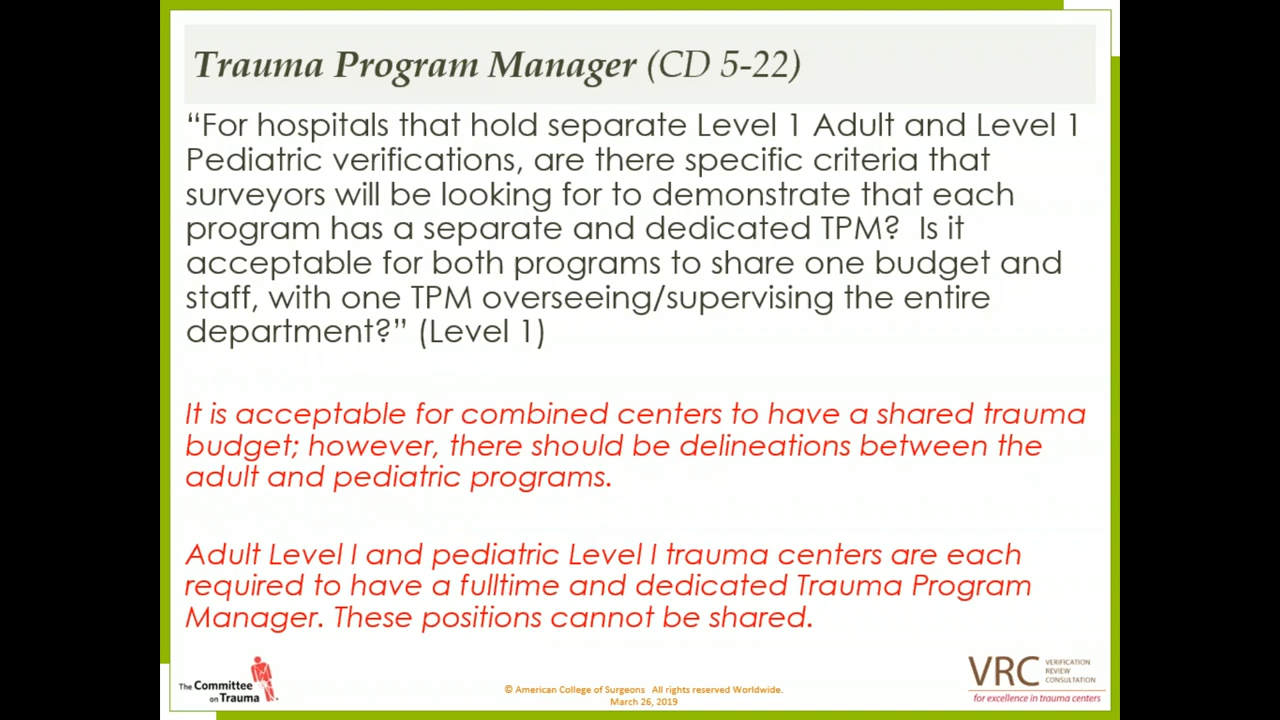 Trauma Program Manager (CD 5-22)
“For hospitals that hold separate Level 1 Adult and Level 1
Pediatric verifications, are there specific criteria that
surveyors will be looking for to demonstrate that each
program has a separate and dedicated TPM?  Is it
acceptable for both programs to share one budget and
staff, with one TPM overseeing/supervising the entire
department?” (Level 1)
It is acceptable for combined centers to have a shared trauma
budget; however, there should be delineations between the
adult and pediatric programs.
Adult Level I and pediatric Level I trauma centers are each
required to have a fulltime and dedicated Trauma Program
Manager. These positions cannot be shared.
The Committee
on Trauma
© American College of Surgeons   All rights reserved Worldwide.
March 26, 2019
VRC
VERIFICATION
REVIEW
CONSULTATION
for excellence in trauma centers